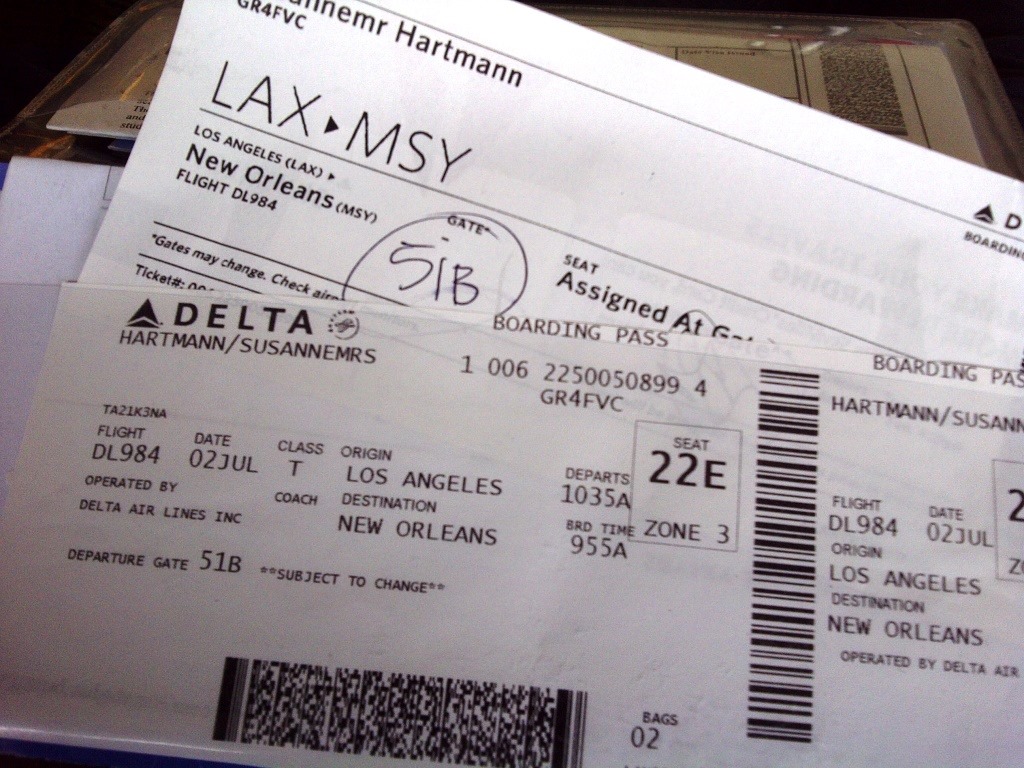 annemr Hartmann
GR4FVC
LAX ▸ MSY
LOS ANGELES (LAX) ▸
New Orleans (MSY)
FLIGHT DL984
GATE*
51B
SEAT
Assigned At
BOARDING
*Gates may change. Check
Ticket#:
DELTA
HARTMANN/SUSANNEMRS
BOARDING PASS
1 006 2250050899 4
GR4FVC
TA21K3NA
FLIGHT DATE CLASS ORIGIN
DL984 02JUL T LOS ANGELES
OPERATED BY COACH DESTINATION
DELTA AIR LINES INC NEW ORLEANS
DEPARTS
1035A
BRD TIME
955A
SEAT
22E
ZONE 3
DEPARTURE GATE 51B **SUBJECT TO CHANGE**
BAGS
02
BOARDING PAS
HARTMANN/SUSANN
FLIGHT DATE
DL984 02JUL
ORIGIN
LOS ANGELES
DESTINATION
NEW ORLEANS
OPERATED BY DELTA AIR